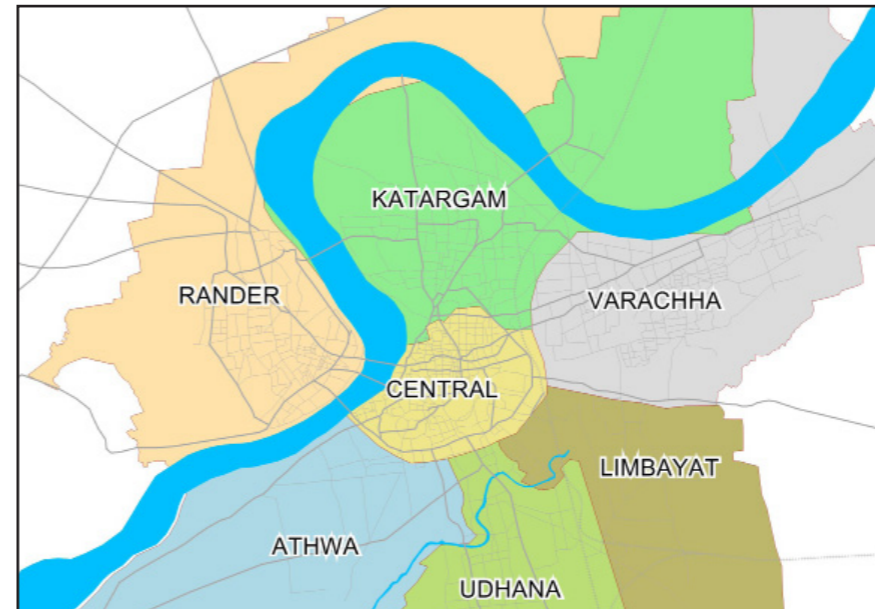 KATARGAM
RANDER
VARACHHA
CENTRAL
LIMBAYAT
ATHWA
UDHANA